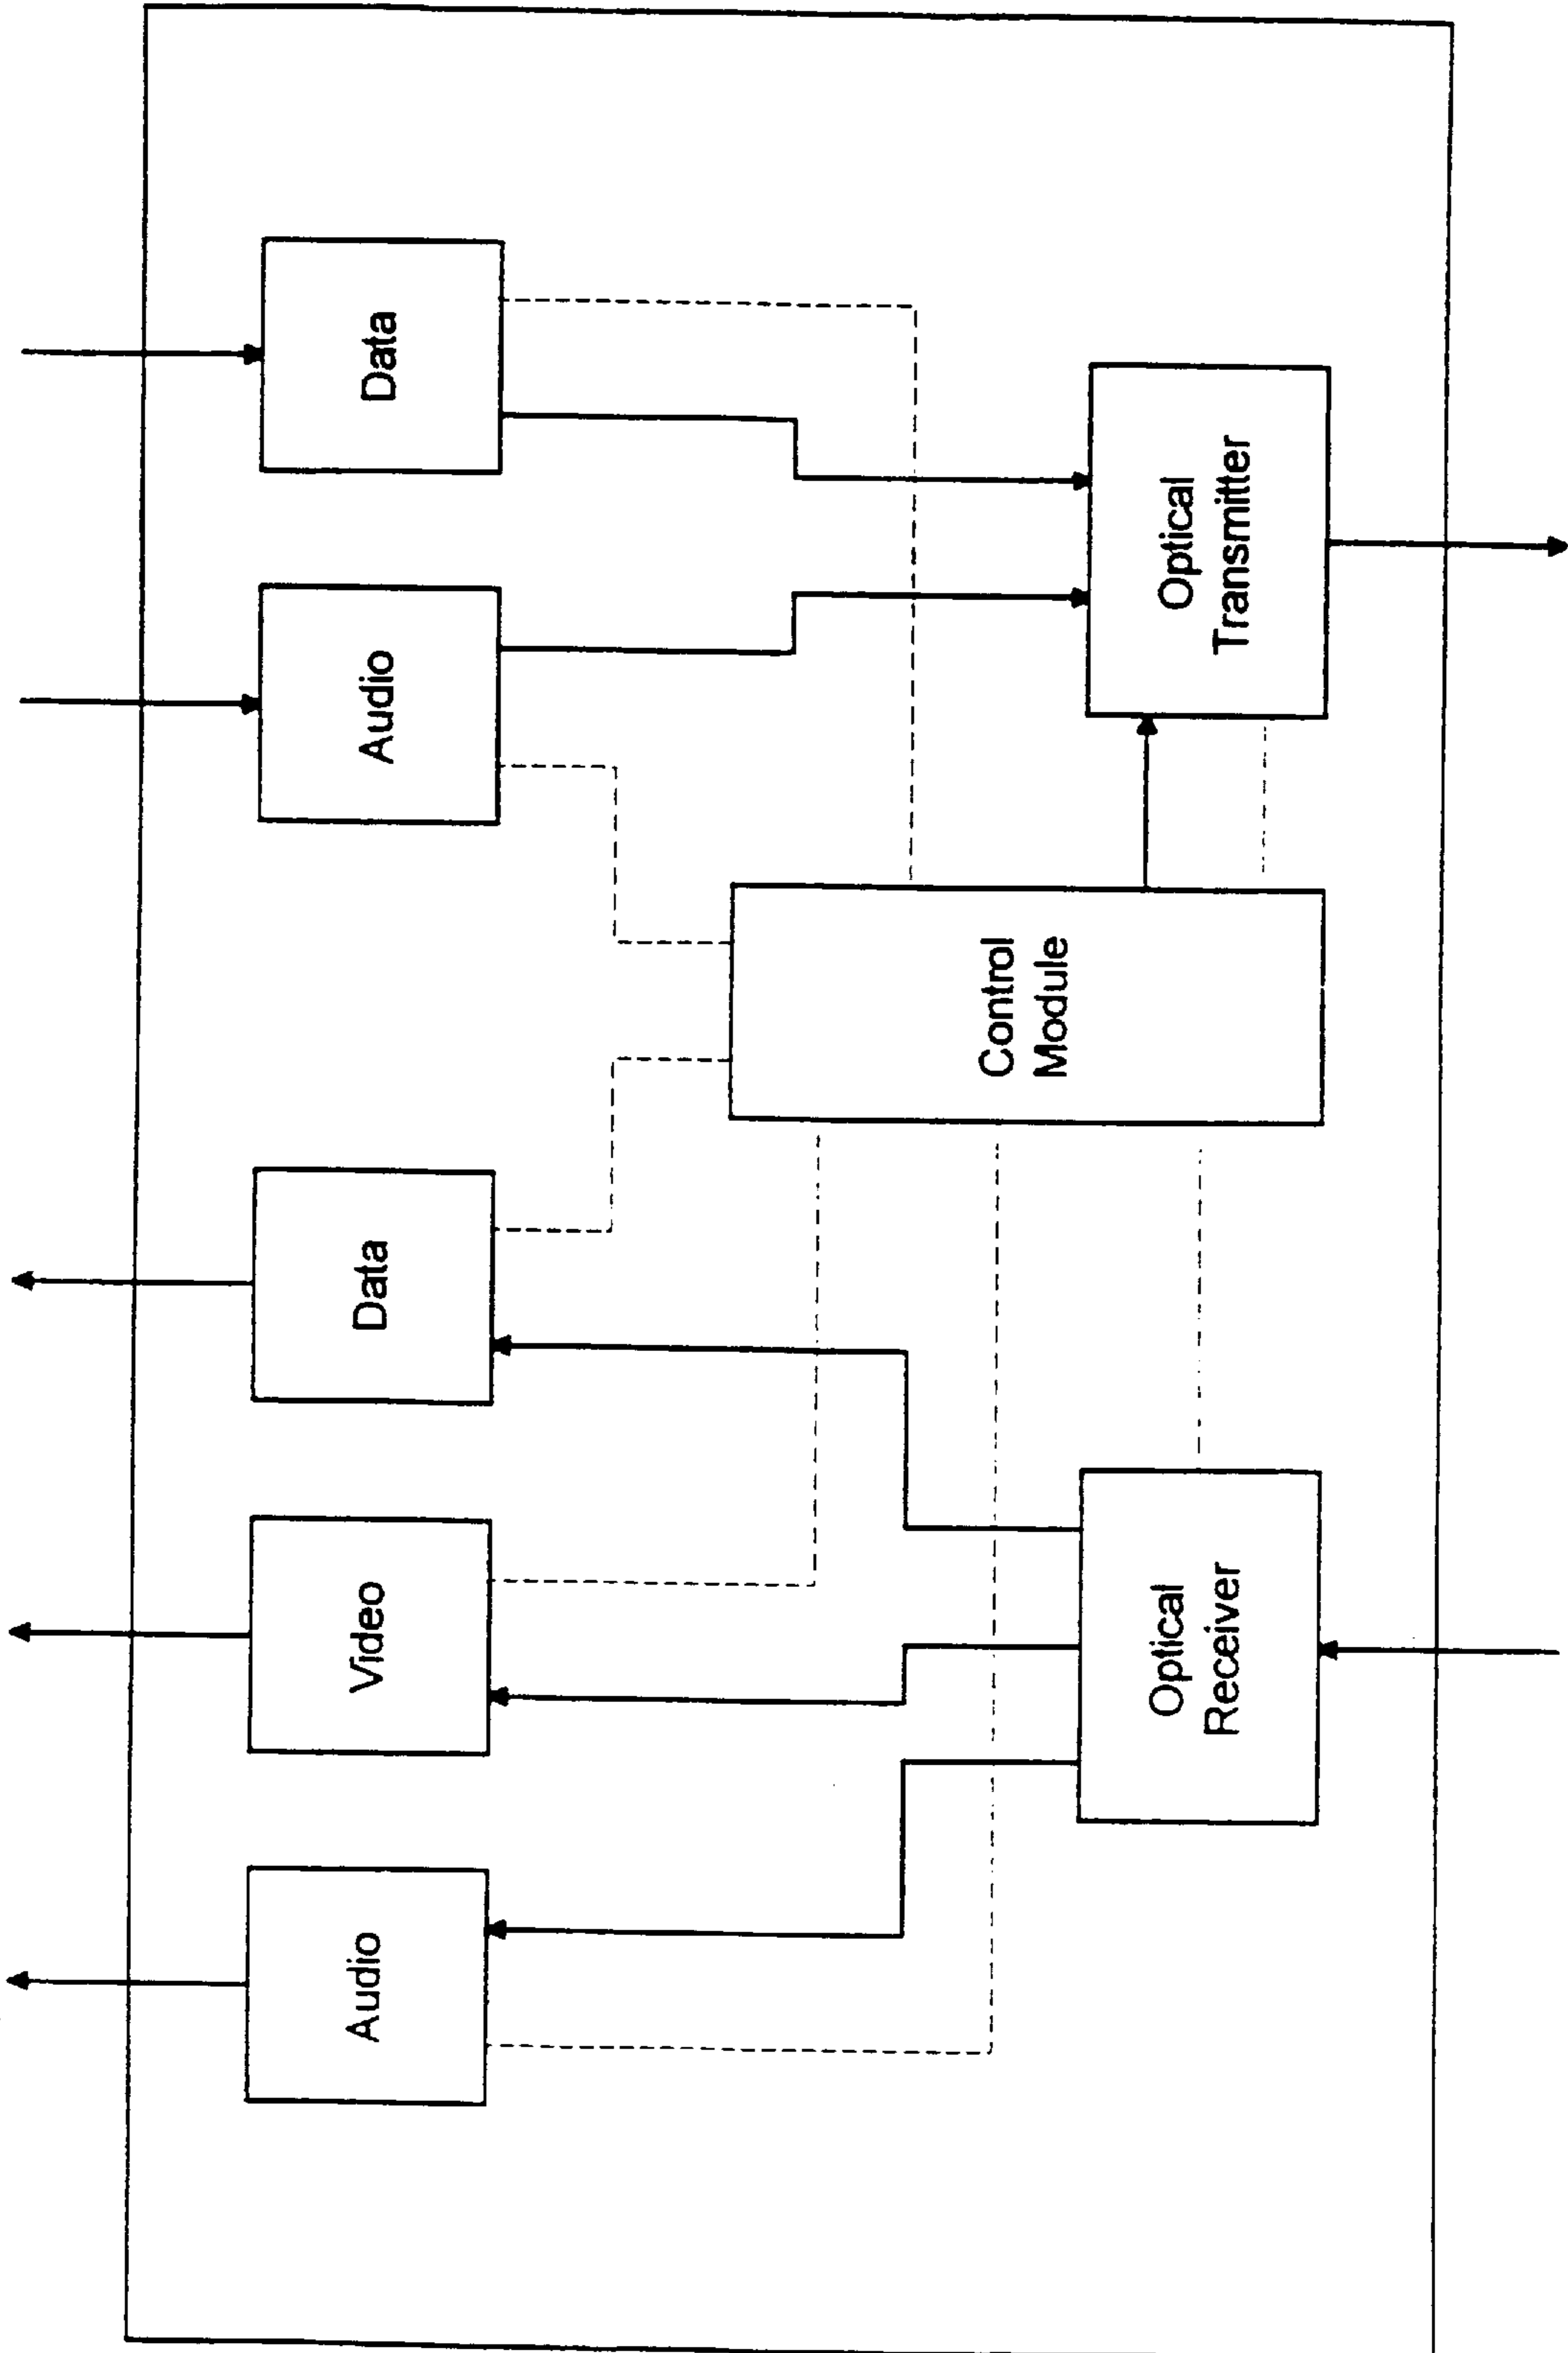 Audio
Video
Data
Audio
Data
Control
Module
Optical
Receiver
Optical
Transmitter